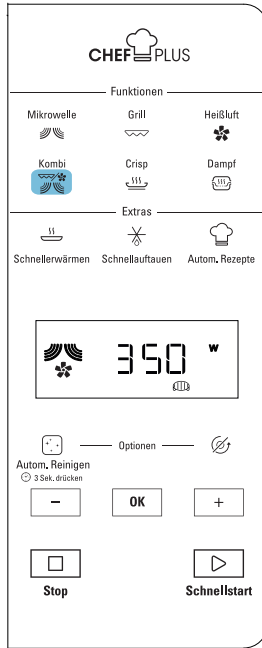 CHEF PLUS
Funktionen
Mikrowelle Grill Heißluft
Kombi Crisp Dampf
Extras
Schnellerwärmen Schnellauftauen Autom. Rezepte
350 W
Optionen
Autom. Reinigen
3 Sek. drücken
− OK +
Stop Schnellstart